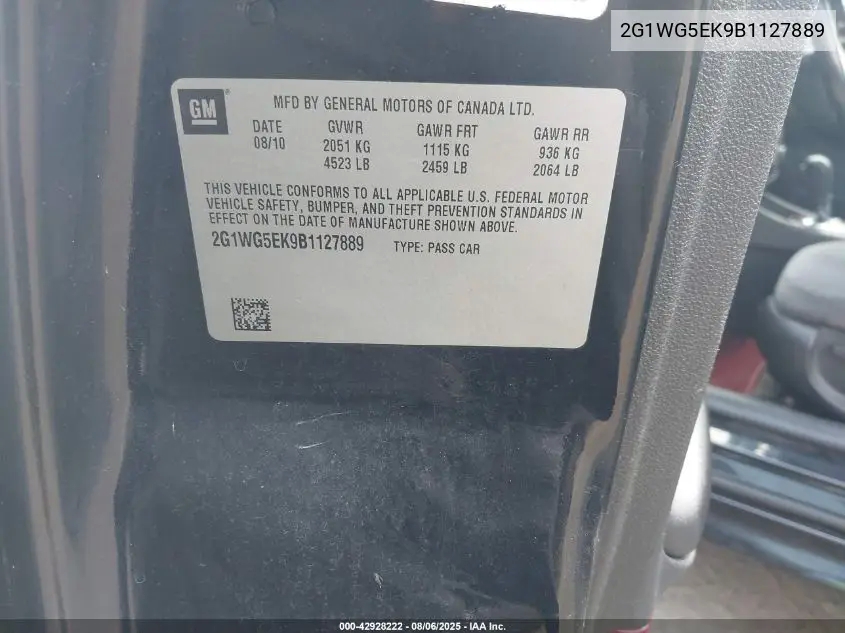 2G1WG5EK9B1127889
GM®
MFD BY GENERAL MOTORS OF CANADA LTD.
DATE GVWR GAWR FRT GAWR RR
08/10 2051 KG 1115 KG 936 KG
4523 LB 2459 LB 2064 LB
THIS VEHICLE CONFORMS TO ALL APPLICABLE U.S. FEDERAL MOTOR
VEHICLE SAFETY, BUMPER, AND THEFT PREVENTION STANDARDS IN
EFFECT ON THE DATE OF MANUFACTURE SHOWN ABOVE.
2G1WG5EK9B1127889 TYPE: PASS CAR
000-42928222 - 08/06/2025 - IAA Inc.